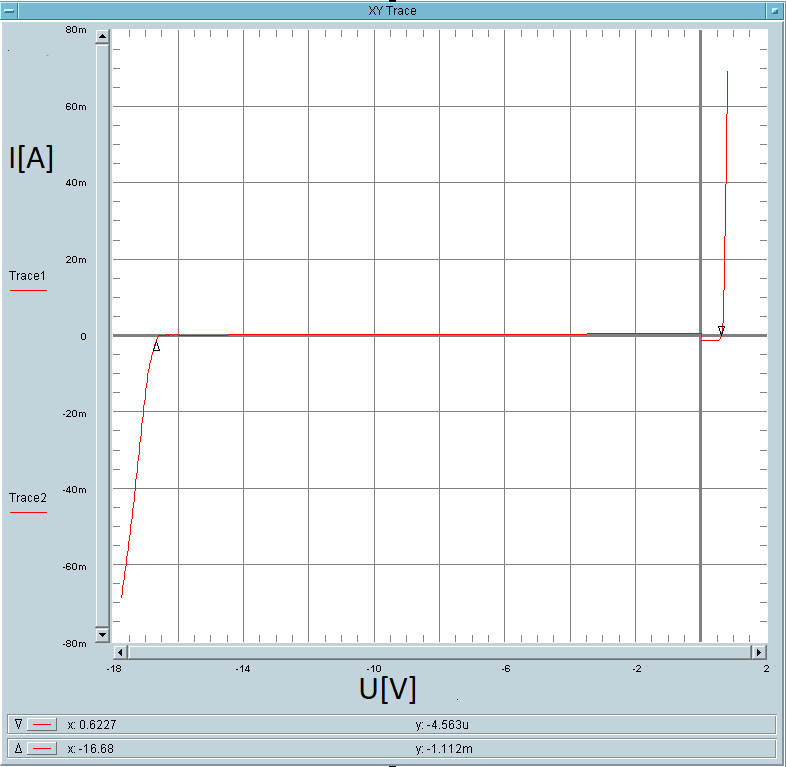 XY Trace
80m
60m
I[A]
40m
Trace1
20m
0
-20m
-40m
Trace2
-60m
-80m
-18 -14 -10 -6 -2 2
U[V]
x: 0.6227 y: -4.563u
x: -16.68 y: -1.112m